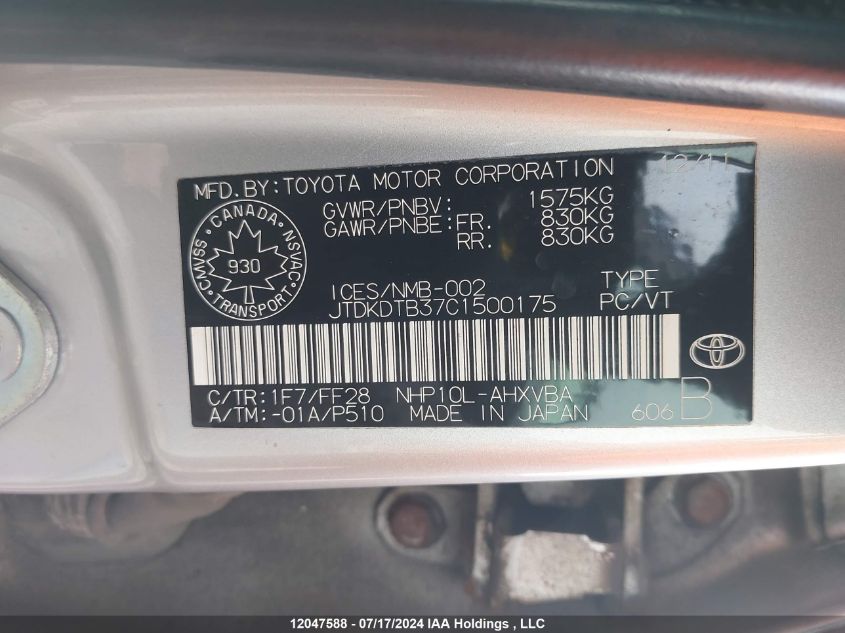 MFD.BY:TOYOTA MOTOR CORPORATION 12/11
GVWR/PNBV: 1575KG
GAWR/PNBE: FR. 830KG
RR. 830KG
CANADA
CMVSS NSVAC
930
TRANSPORT
ICES/NMB-002 TYPE
JTDKDTB37C1500175 PC/VT
C/TR:1F7/FF28 NHP10L-AHXVBA
A/TM:-01A/P510 MADE IN JAPAN 606 B
12047588 - 07/17/2024 IAA Holdings , LLC